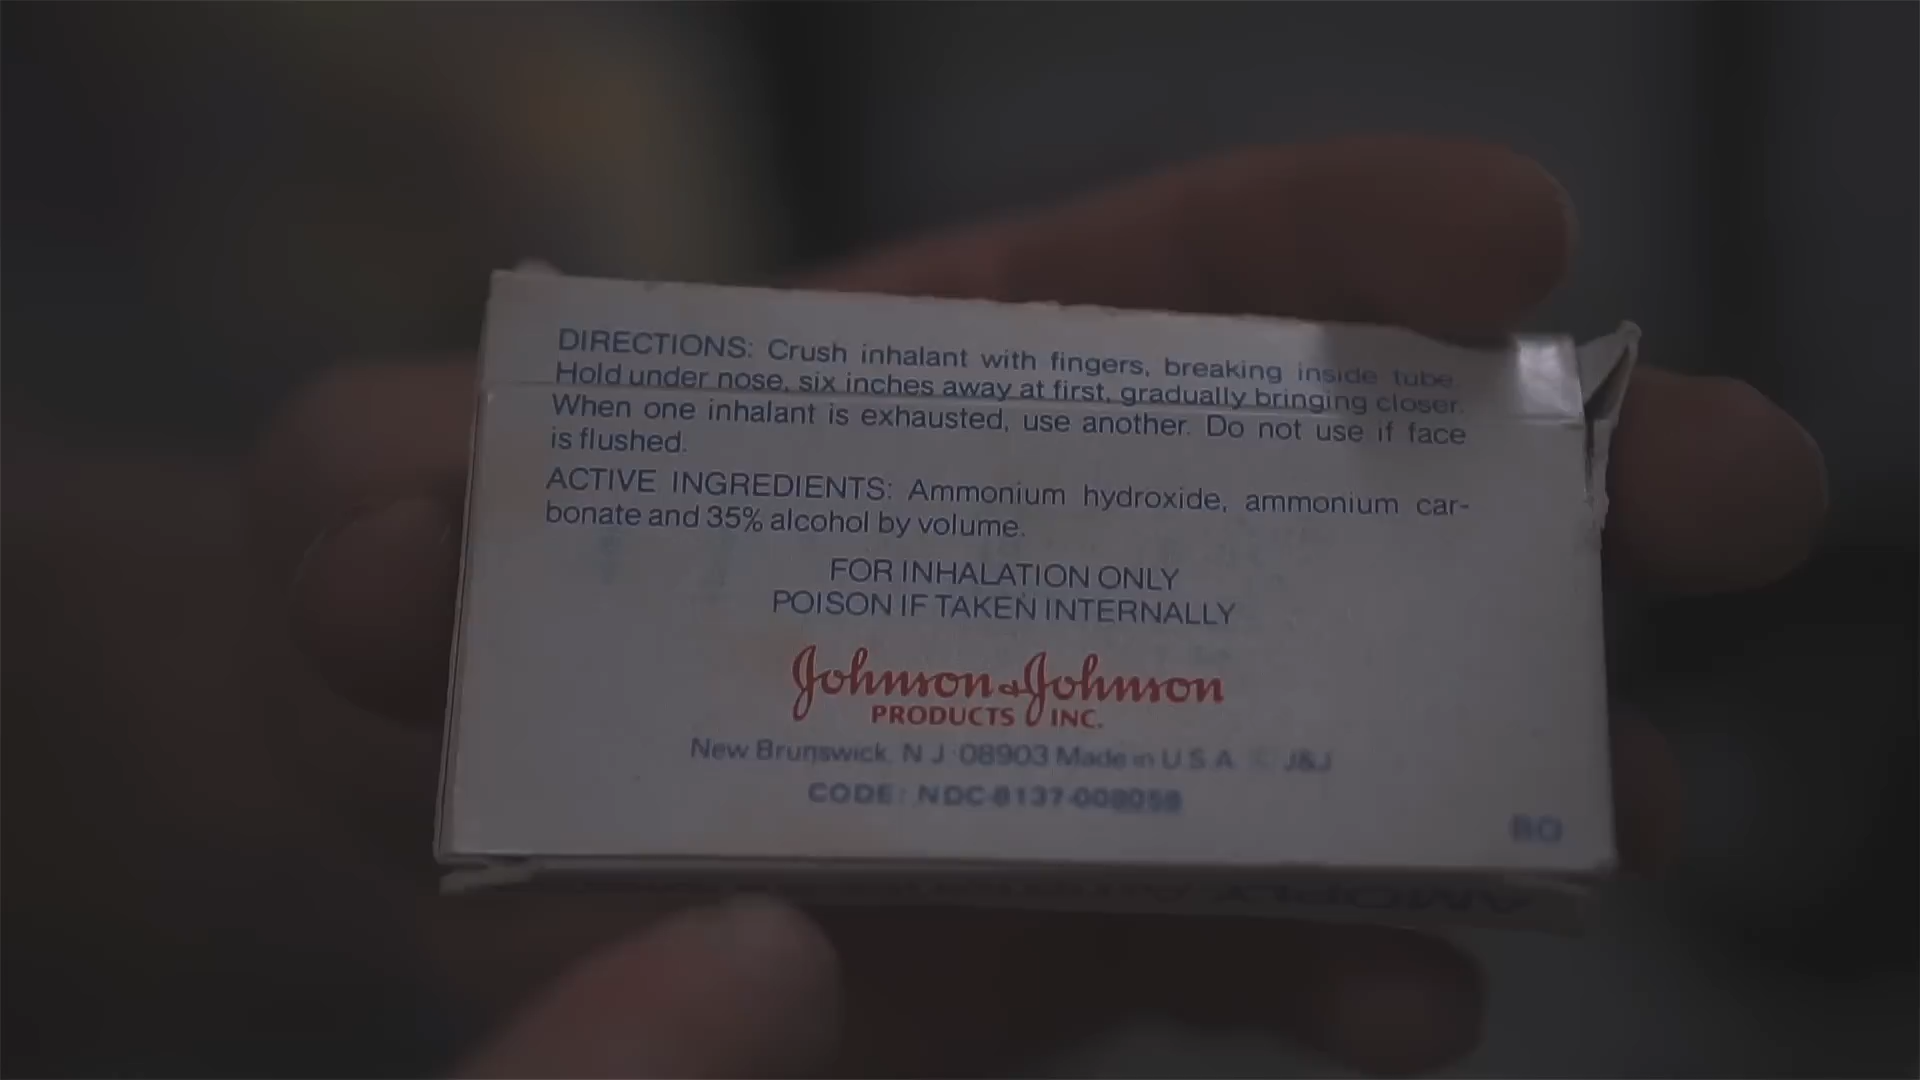 DIRECTIONS: Crush inhalant with fingers, breaking inside tube.
Hold under nose, six inches away at first, gradually bringing closer.
When one inhalant is exhausted, use another. Do not use if face
is flushed.
ACTIVE INGREDIENTS: Ammonium hydroxide, ammonium car-
bonate and 35% alcohol by volume.
FOR INHALATION ONLY
POISON IF TAKEN INTERNALLY
Johnson & Johnson
PRODUCTS INC.
New Brunswick, N J 08903 Made in U.S.A. © J&J
CODE: NDC-8137-008058